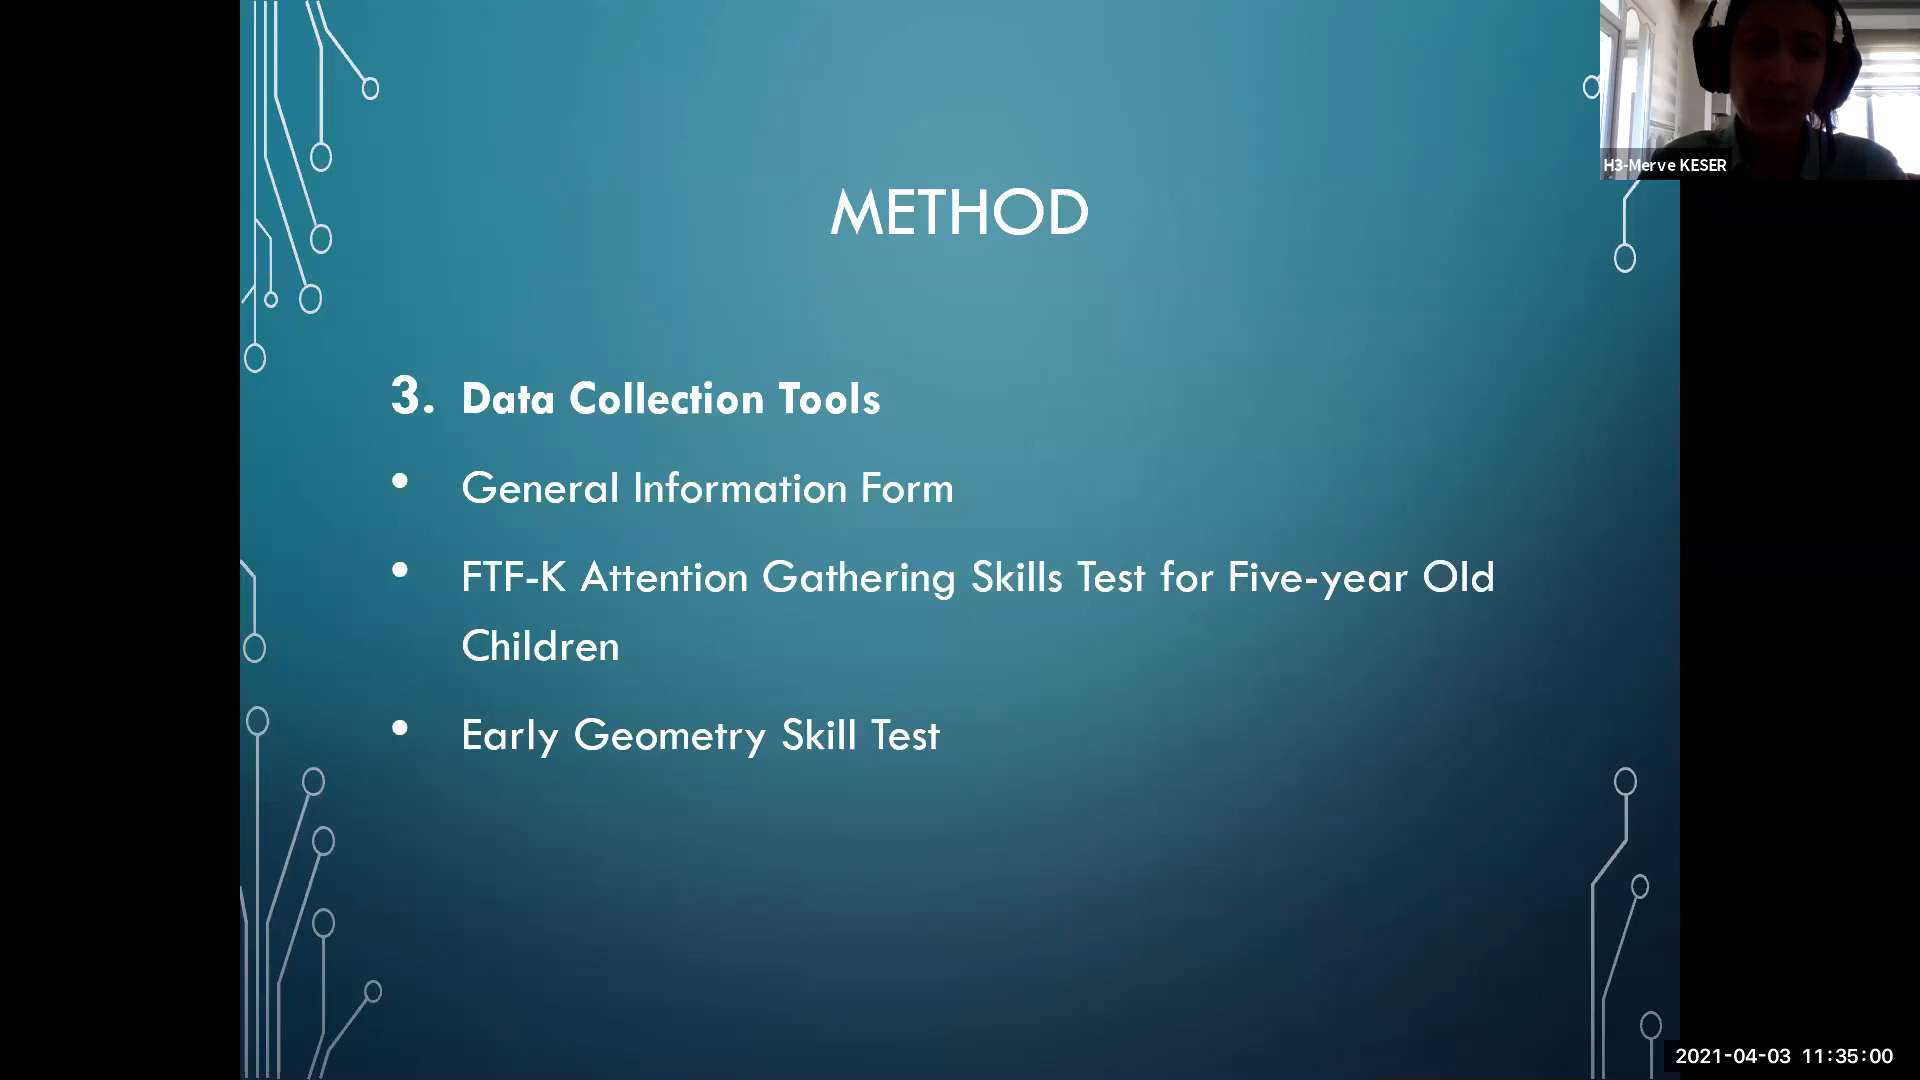 H3-Merve KESER
METHOD
3. Data Collection Tools
• General Information Form
• FTF-K Attention Gathering Skills Test for Five-year Old
Children
• Early Geometry Skill Test
2021-04-03 11:35:00